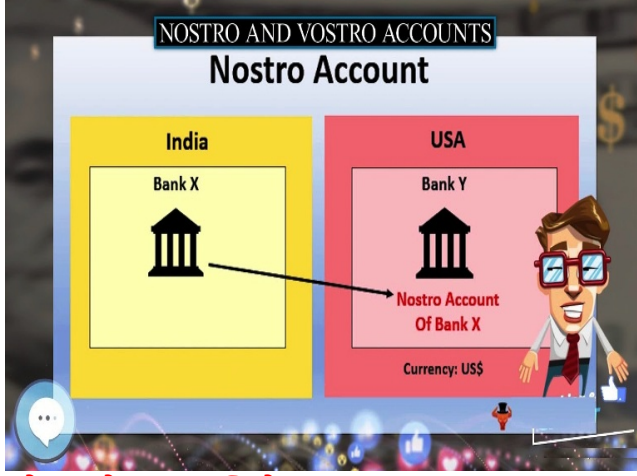 NOSTRO AND VOSTRO ACCOUNTS
Nostro Account
India
USA
Bank X
Bank Y
Nostro Account
Of Bank X
Currency: US$
$